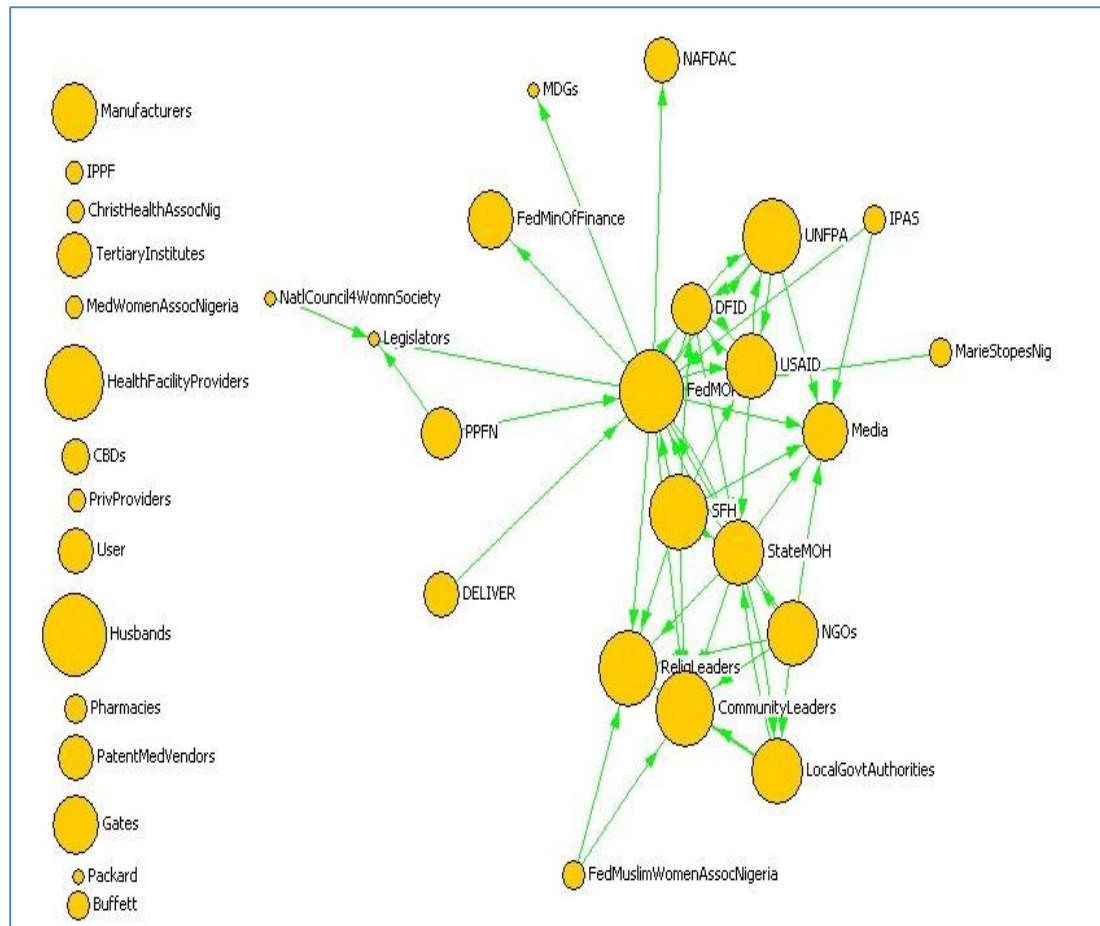 NAFDAC
MDGs
Manufacturers
IPPF
ChristHealthAssocNig
FedMinOfFinance
UNFPA
IPAS
TertiaryInstitutes
NatlCouncil4WomnSociety
MedWomenAssocNigeria
DFID
Legislators
MarieStopesNig
USAID
HealthFacilityProviders
FedMOH
PPFN
Media
CBDs
PrivProviders
SFH
User
StateMOH
DELIVER
Husbands
NGOs
ReligLeaders
Pharmacies
CommunityLeaders
PatentMedVendors
LocalGovtAuthorities
Gates
Packard
FedMuslimWomenAssocNigeria
Buffett